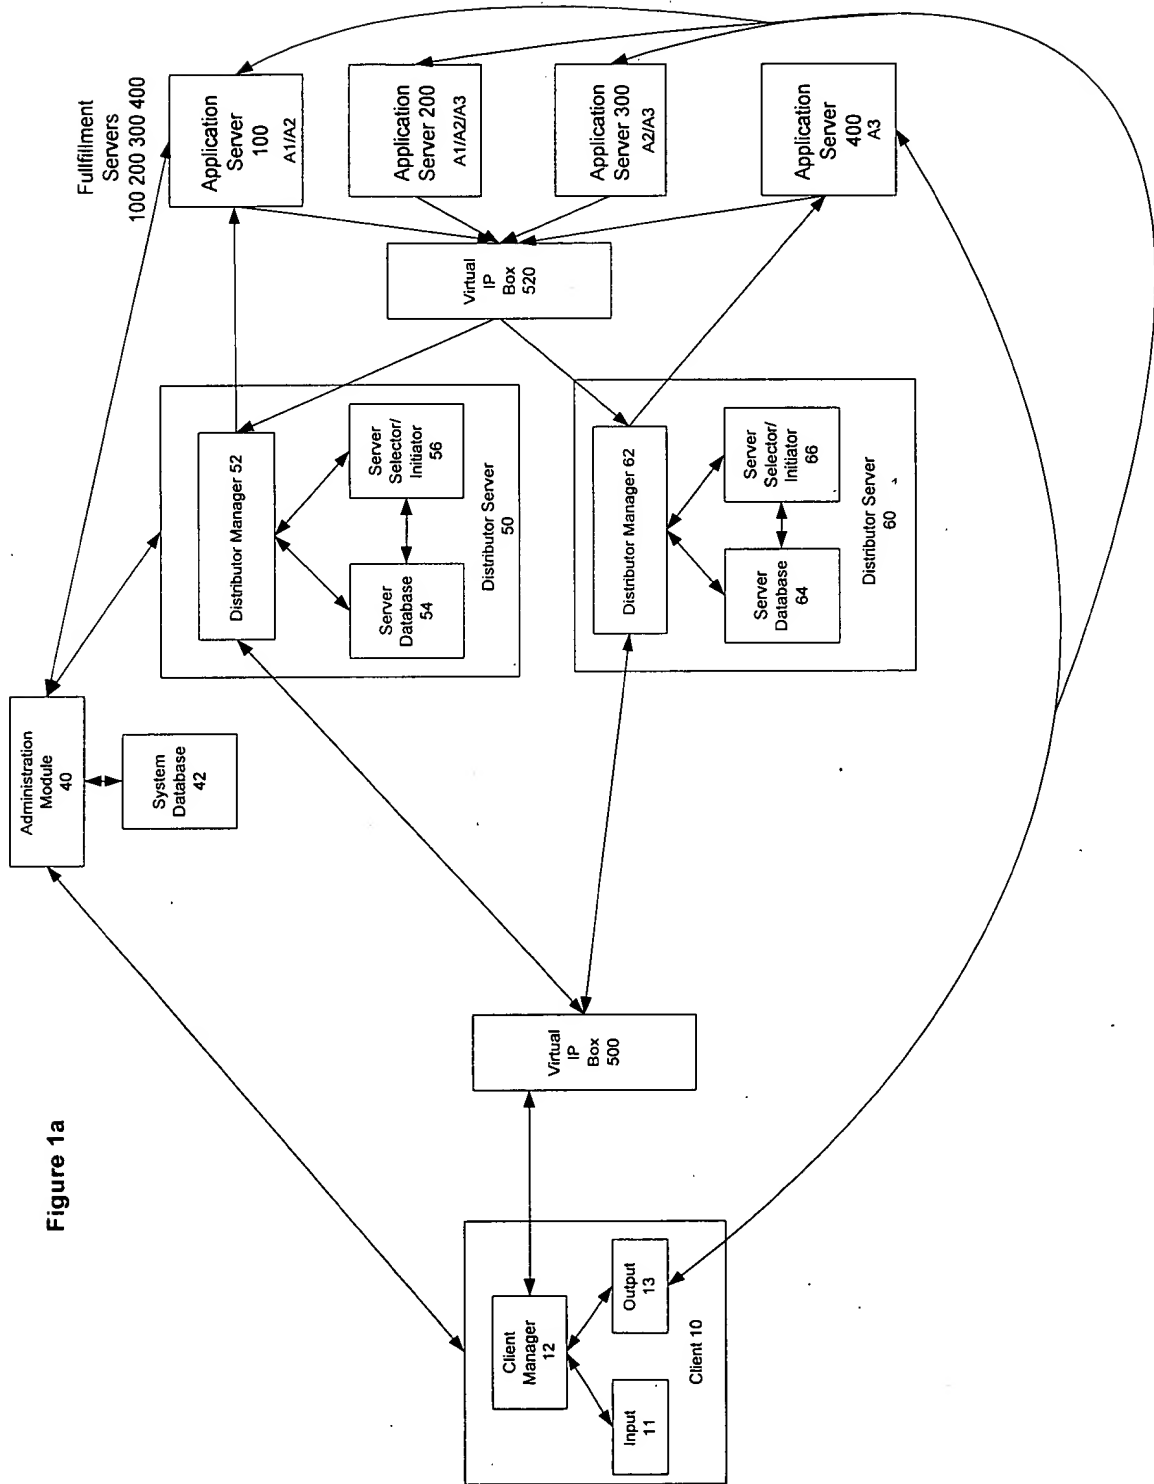 Figure 1a
Administration
Module
40
System
Database
42
Fullfillment
Servers
100 200 300 400
Application
Server
100
A1/A2
Application
Server 200
A1/A2/A3
Application
Server 300
A2/A3
Application
Server
400
A3
Virtual
IP
Box
520
Distributor Manager 52
Server
Database
54
Server
Selector/
Initiator
56
Distributor Server
50
Distributor Manager 62
Server
Database
64
Server
Selector/
Initiator
66
Distributor Server
60
Virtual
IP
Box
500
Client
Manager
12
Input
11
Output
13
Client 10